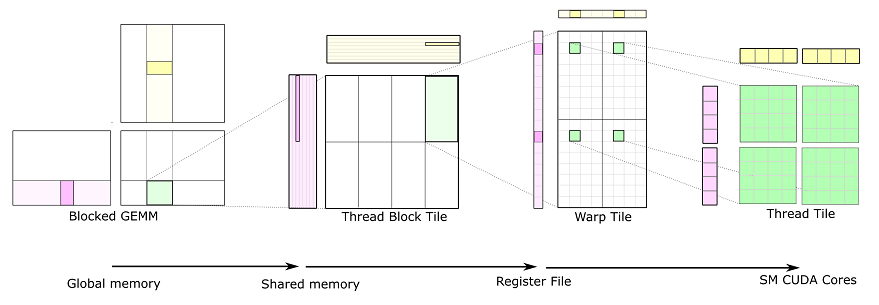 Blocked GEMM
Thread Block Tile
Warp Tile
Thread Tile
Global memory
Shared memory
Register File
SM CUDA Cores